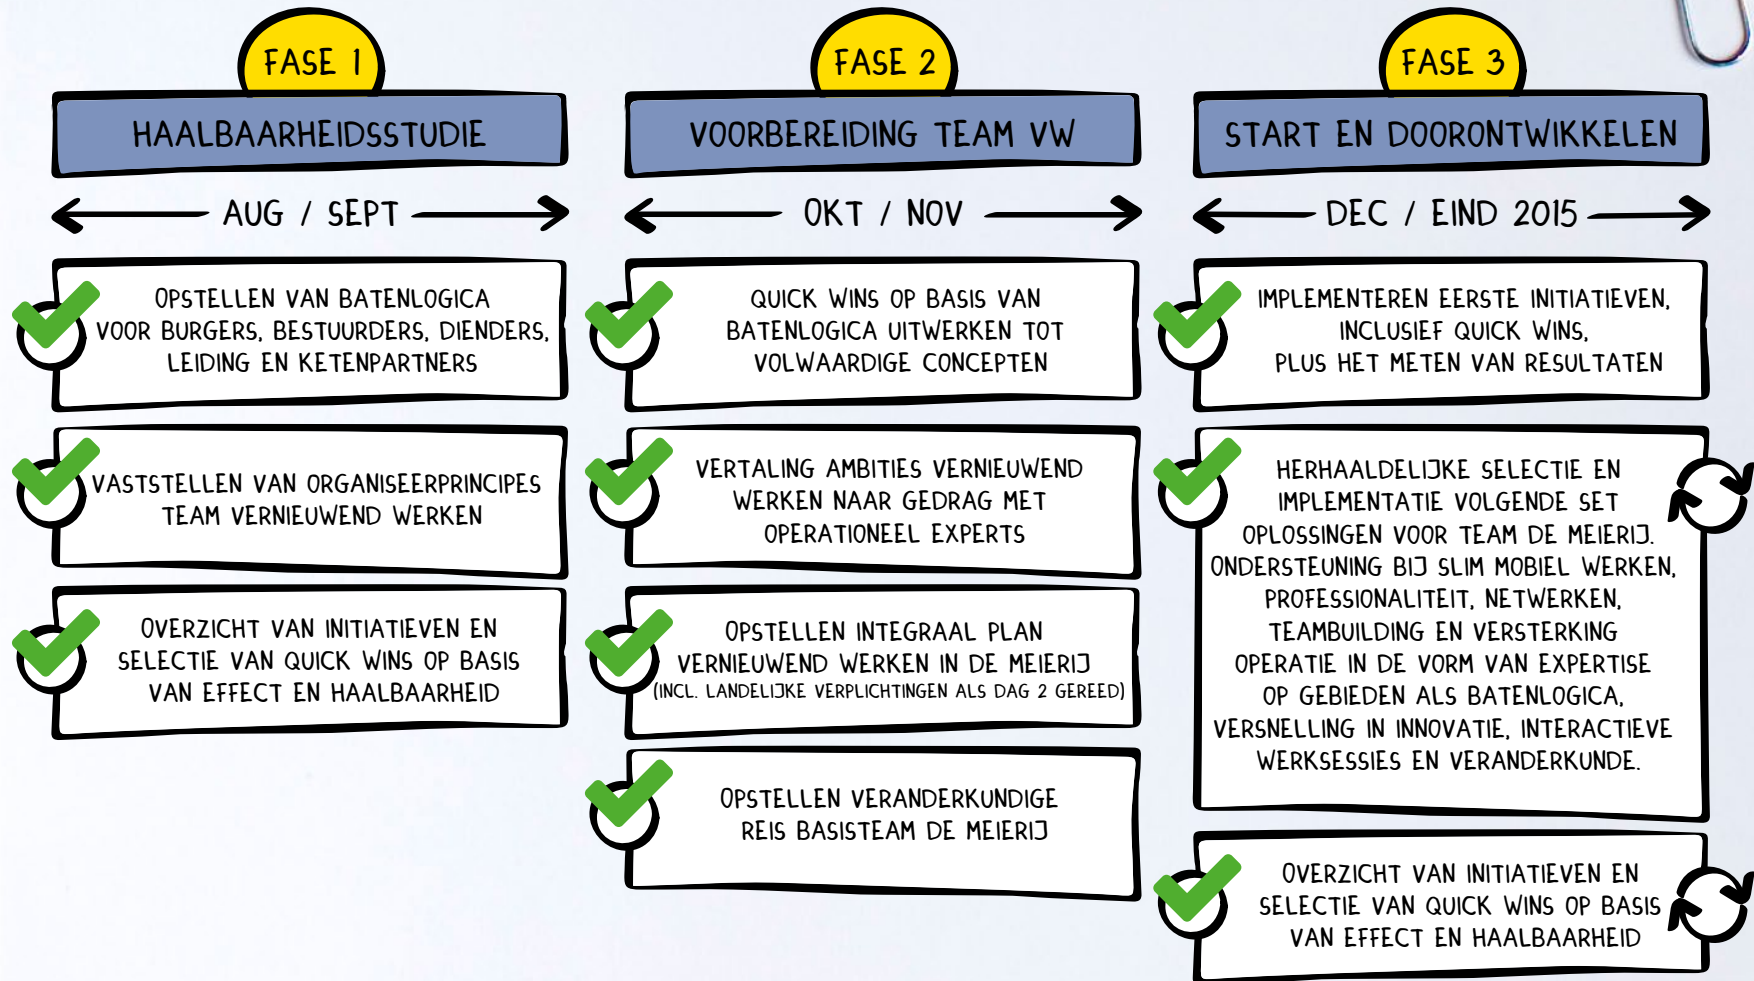 FASE 1
HAALBAARHEIDSSTUDIE
AUG / SEPT
OPSTELLEN VAN BATENLOGICA
VOOR BURGERS, BESTUURDERS, DIENDERS,
LEIDING EN KETENPARTNERS
VASTSTELLEN VAN ORGANISEERPRINCIPES
TEAM VERNIEUWEND WERKEN
OVERZICHT VAN INITIATIEVEN EN
SELECTIE VAN QUICK WINS OP BASIS
VAN EFFECT EN HAALBAARHEID
FASE 2
VOORBEREIDING TEAM VW
OKT / NOV
QUICK WINS OP BASIS VAN
BATENLOGICA UITWERKEN TOT
VOLWAARDIGE CONCEPTEN
VERTALING AMBITIES VERNIEUWEND
WERKEN NAAR GEDRAG MET
OPERATIONEEL EXPERTS
OPSTELLEN INTEGRAAL PLAN
VERNIEUWEND WERKEN IN DE MEIERIJ
(INCL. LANDELIJKE VERPLICHTINGEN ALS DAG 2 GEREED)
OPSTELLEN VERANDERKUNDIGE
REIS BASISTEAM DE MEIERIJ
FASE 3
START EN DOORONTWIKKELEN
DEC / EIND 2015
IMPLEMENTEREN EERSTE INITIATIEVEN,
INCLUSIEF QUICK WINS,
PLUS HET METEN VAN RESULTATEN
HERHAALDELIJKE SELECTIE EN
IMPLEMENTATIE VOLGENDE SET
OPLOSSINGEN VOOR TEAM DE MEIERIJ.
ONDERSTEUNING BIJ SLIM MOBIEL WERKEN,
PROFESSIONALITEIT, NETWERKEN,
TEAMBUILDING EN VERSTERKING
OPERATIE IN DE VORM VAN EXPERTISE
OP GEBIEDEN ALS BATENLOGICA,
VERSNELLING IN INNOVATIE, INTERACTIEVE
WERKSESSIES EN VERANDERKUNDE.
OVERZICHT VAN INITIATIEVEN EN
SELECTIE VAN QUICK WINS OP BASIS
VAN EFFECT EN HAALBAARHEID